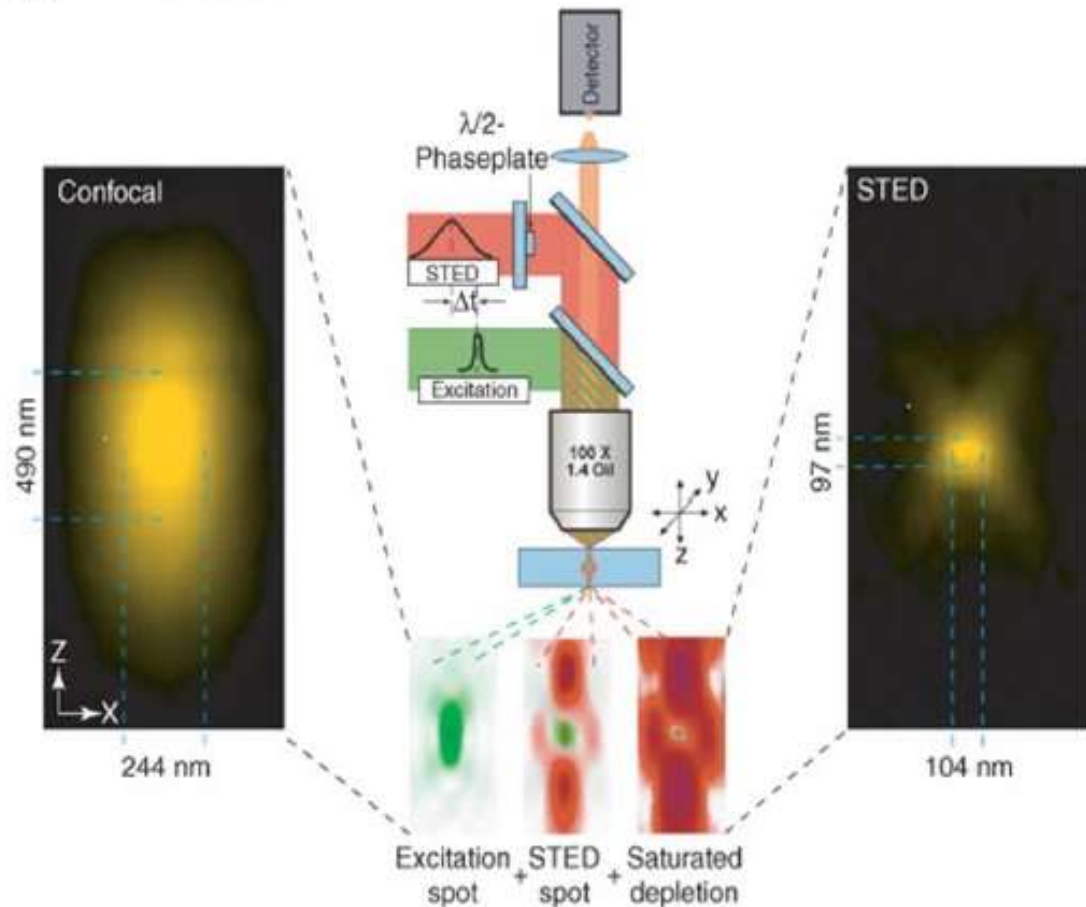 Detector
λ/2-
Phaseplate
Confocal
STED
STED
Δt
Excitation
100 X
1.4 Oil
y
x
z
490 nm
97 nm
Z
X
244 nm
104 nm
Excitation + STED + Saturated
spot spot depletion